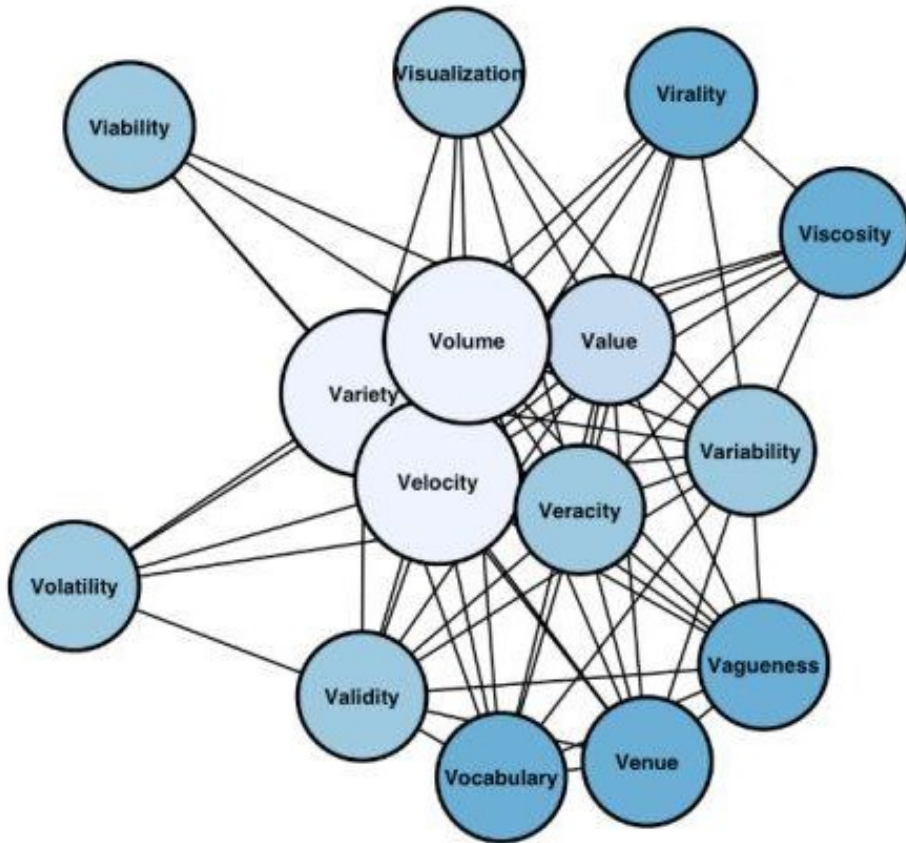 Visualization
Virality
Viability
Viscosity
Volume
Value
Variety
Variability
Velocity
Veracity
Volatility
Vagueness
Validity
Venue
Vocabulary